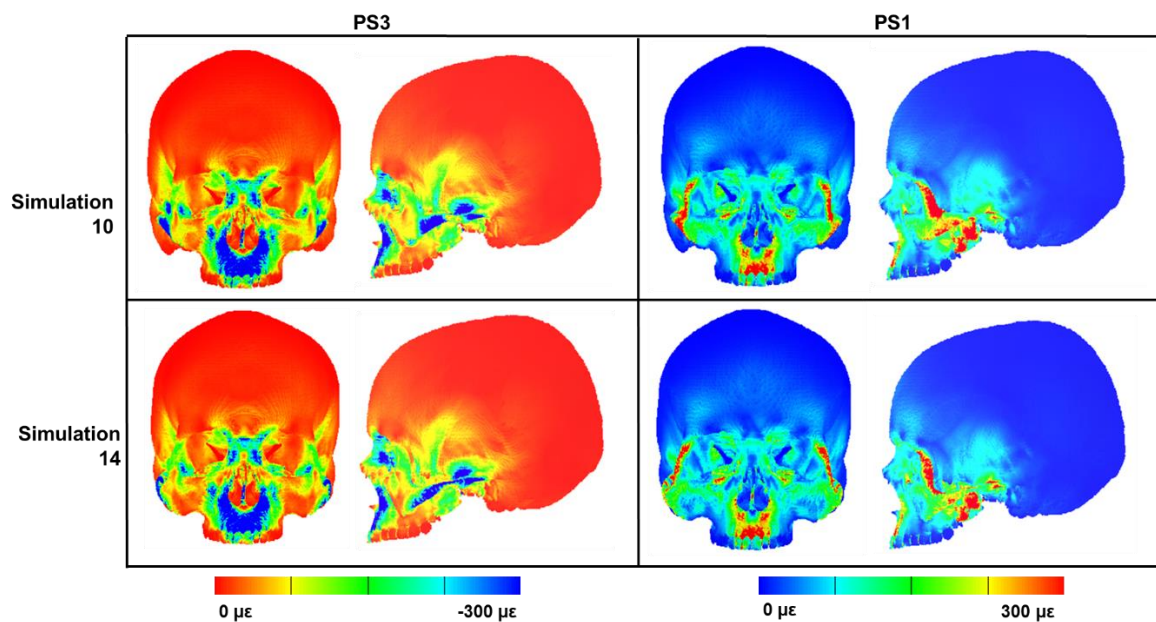 PS3
PS1
Simulation
10
Simulation
14
0 µε
-300 µε
0 µε
300 µε